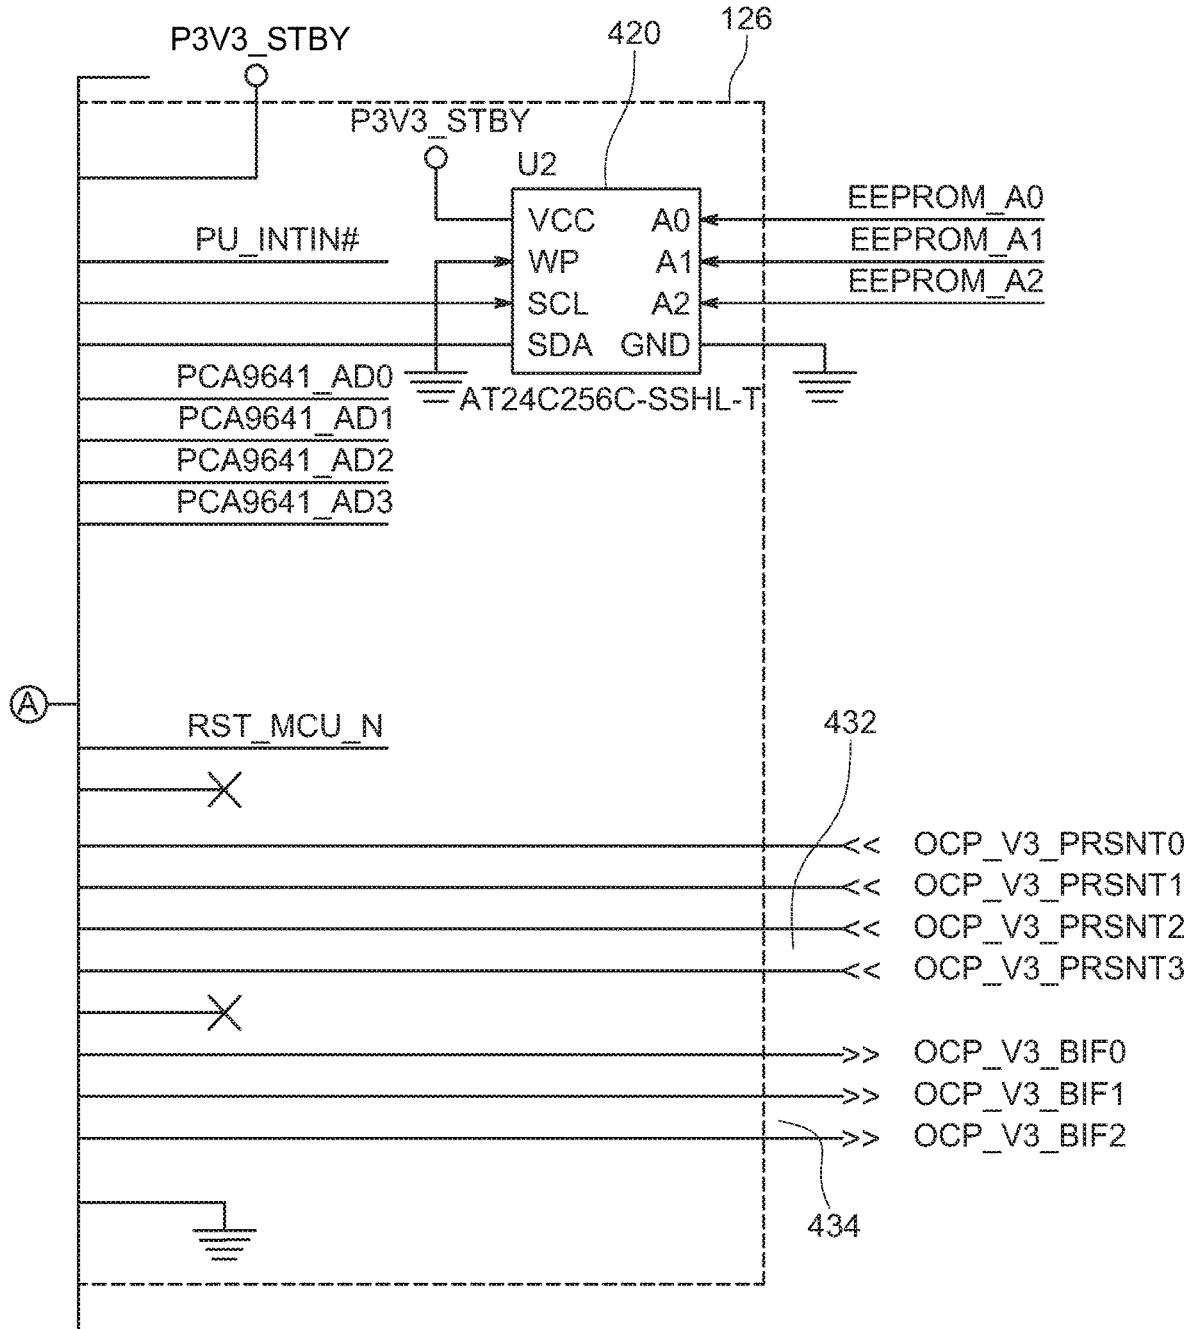 126
420
P3V3_STBY
P3V3_STBY
U2
VCC A0 EEPROM_A0
PU_INTIN# WP A1 EEPROM_A1
SCL A2 EEPROM_A2
SDA GND
PCA9641_AD0
AT24C256C-SSHL-T
PCA9641_AD1
PCA9641_AD2
PCA9641_AD3
A
RST_MCU_N
432
<< OCP_V3_PRSNT0
<< OCP_V3_PRSNT1
<< OCP_V3_PRSNT2
<< OCP_V3_PRSNT3
>> OCP_V3_BIF0
>> OCP_V3_BIF1
>> OCP_V3_BIF2
434